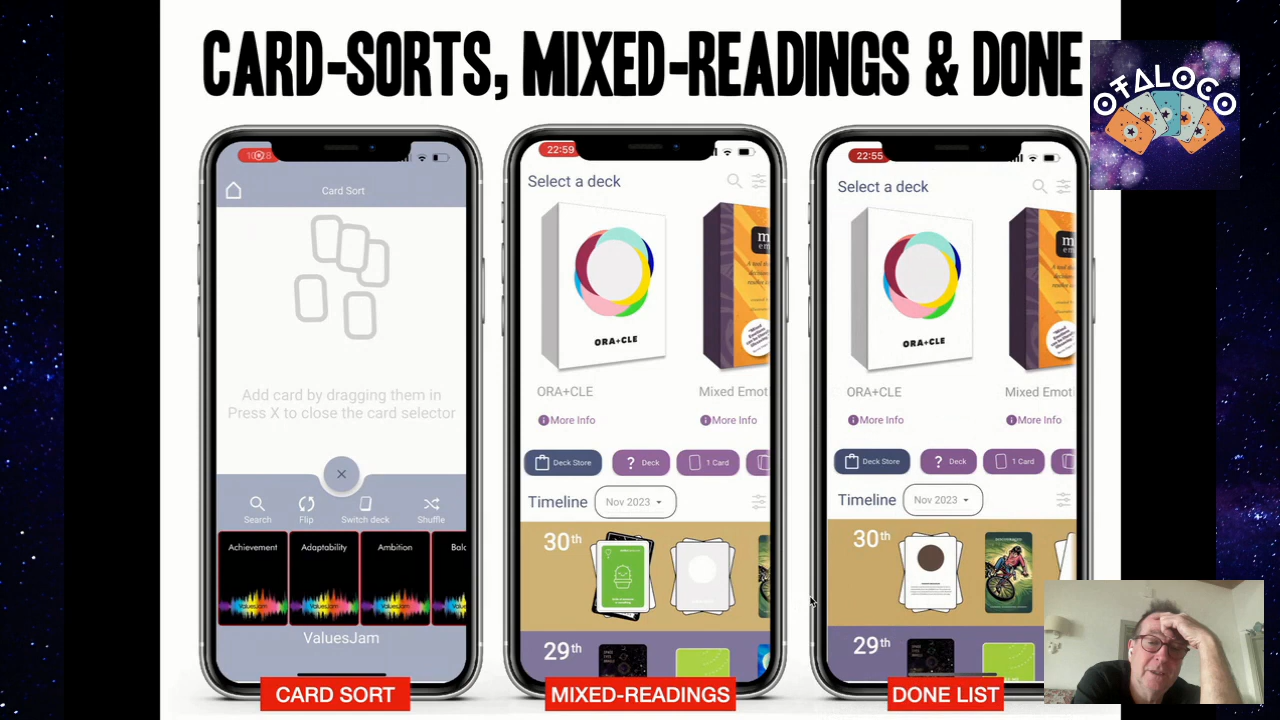 CARD-SORTS, MIXED-READINGS & DONE
OTALOCO
Card Sort
Add card by dragging them in
Press X to close the card selector
Search
Flip
Switch deck
Shuffle
Achievement
Adaptability
Ambition
ValuesJam
ValuesJam
ValuesJam
ValuesJam
CARD SORT
22:59
Select a deck
ORA+CLE
ORA+CLE
Mixed Emot
More Info
More Info
Deck Store
? Deck
1 Card
Timeline
Nov 2023
30th
29th
MIXED-READINGS
22:55
Select a deck
ORA+CLE
ORA+CLE
Mixed Emot
More Info
More Info
Deck Store
? Deck
1 Card
Timeline
Nov 2023
30th
29th
DONE LIST